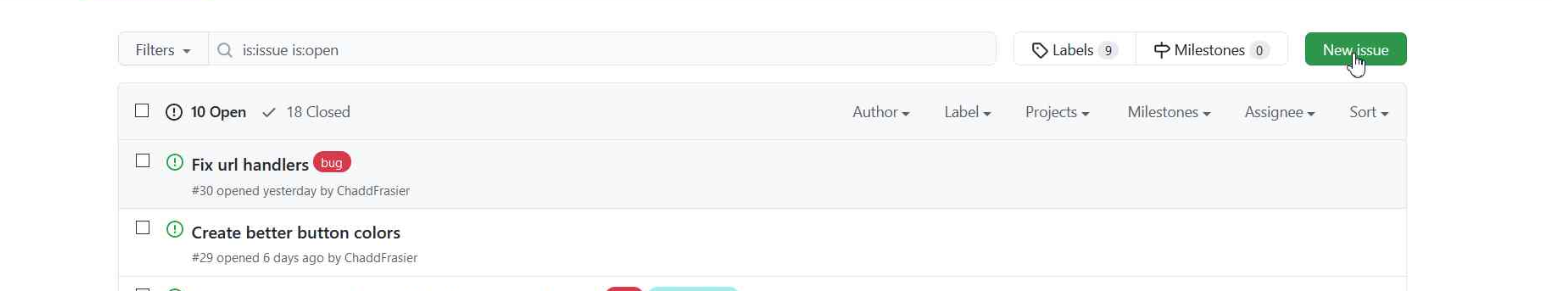 Filters is:issue is:open Labels 9 Milestones 0 New issue
10 Open 18 Closed Author Label Projects Milestones Assignee Sort
Fix url handlers bug
#30 opened yesterday by ChaddFrasier
Create better button colors
#29 opened 6 days ago by ChaddFrasier